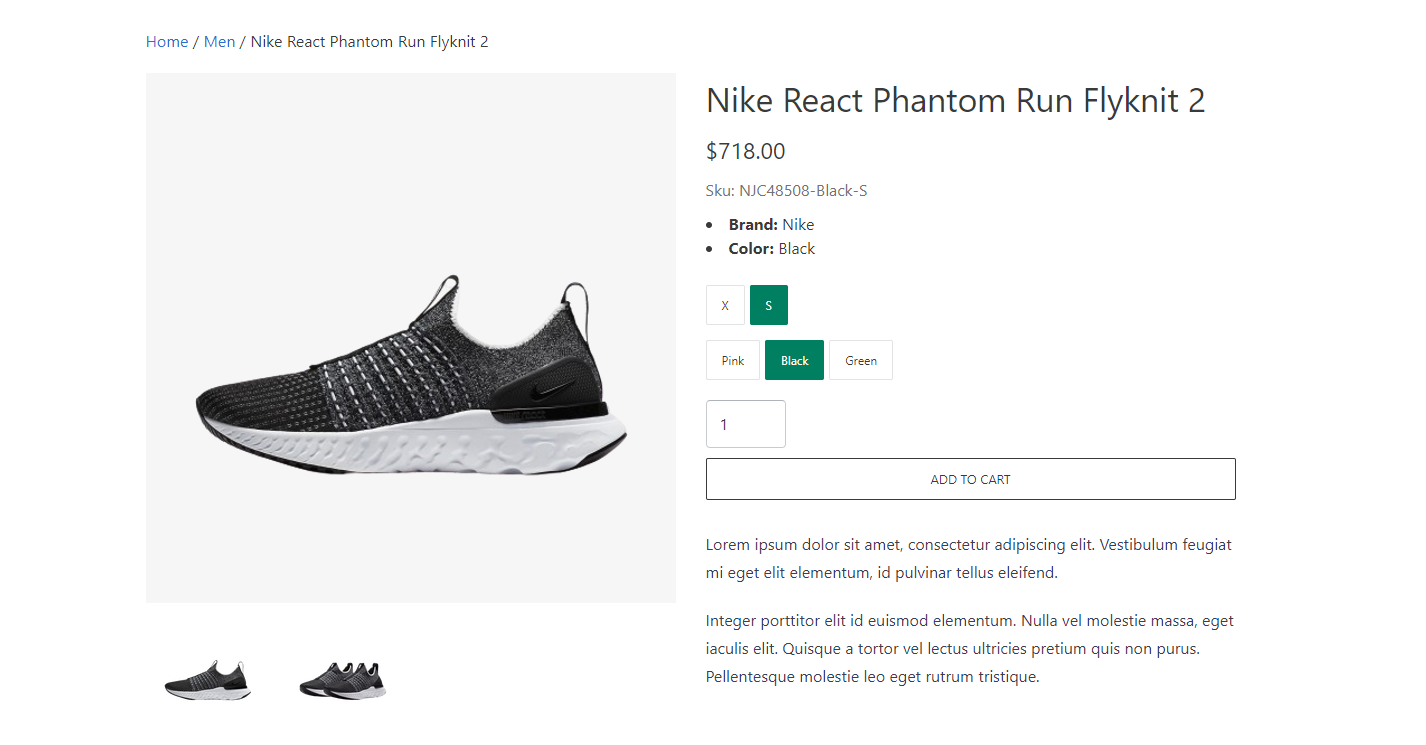 Home / Men / Nike React Phantom Run Flyknit 2
Nike React Phantom Run Flyknit 2
$718.00
Sku: NJC48508-Black-S
Brand: Nike
Color: Black
X S
Pink Black Green
1
ADD TO CART
Lorem ipsum dolor sit amet, consectetur adipiscing elit. Vestibulum feugiat
mi eget elit elementum, id pulvinar tellus eleifend.
Integer porttitor elit id euismod elementum. Nulla vel molestie massa, eget
iaculis elit. Quisque a tortor vel lectus ultricies pretium quis non purus.
Pellentesque molestie leo eget rutrum tristique.